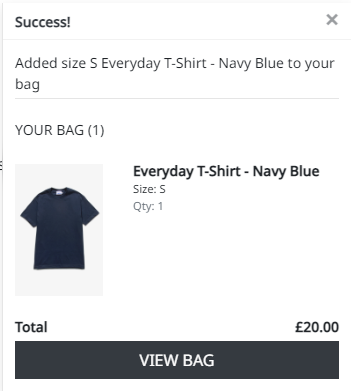 Success!
×
Added size S Everyday T-Shirt - Navy Blue to your
bag
YOUR BAG (1)
Everyday T-Shirt - Navy Blue
Size: S
Qty: 1
Total £20.00
VIEW BAG